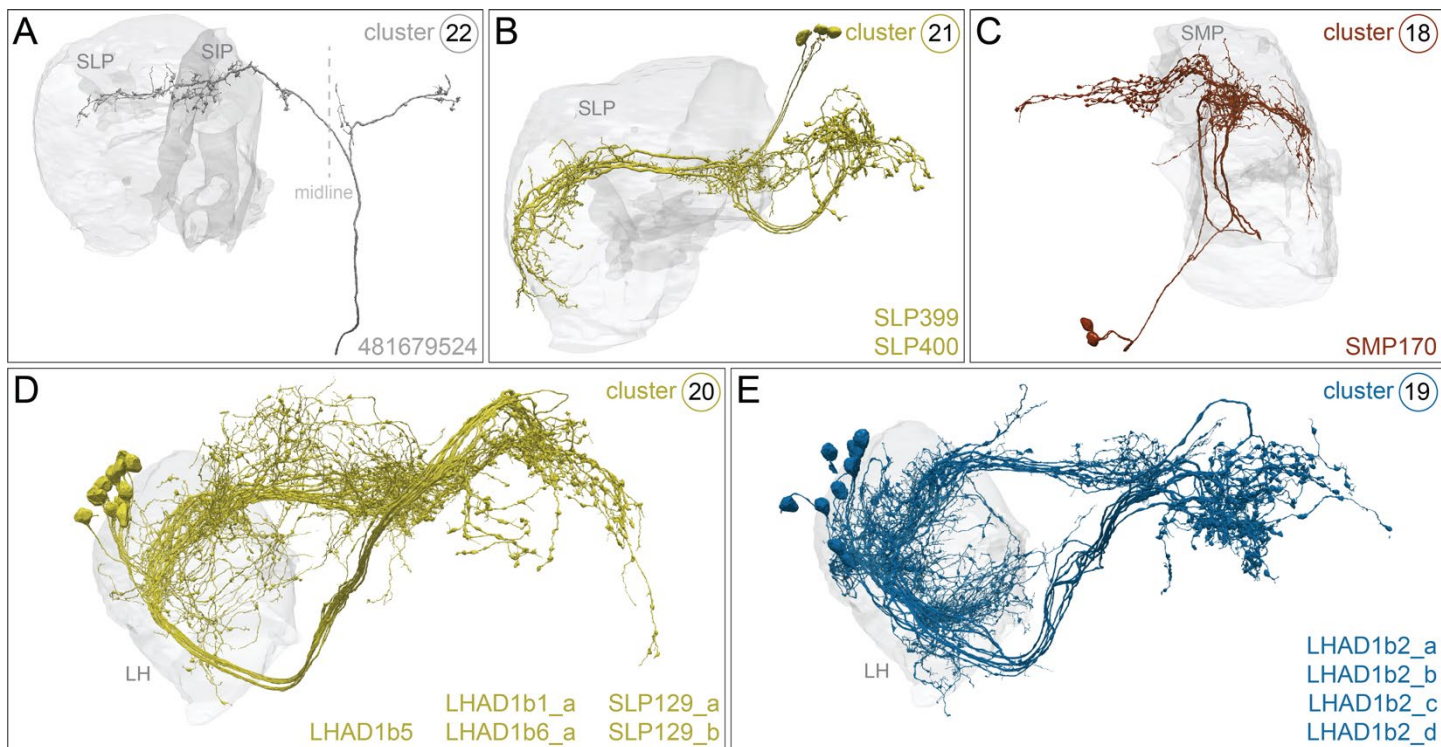 A
cluster 22
SLP
SIP
midline
481679524
B
cluster 21
SLP
SLP399
SLP400
C
cluster 18
SMP
SMP170
D
cluster 20
LH
LHAD1b1_a SLP129_a
LHAD1b5 LHAD1b6_a SLP129_b
E
cluster 19
LH
LHAD1b2_a
LHAD1b2_b
LHAD1b2_c
LHAD1b2_d